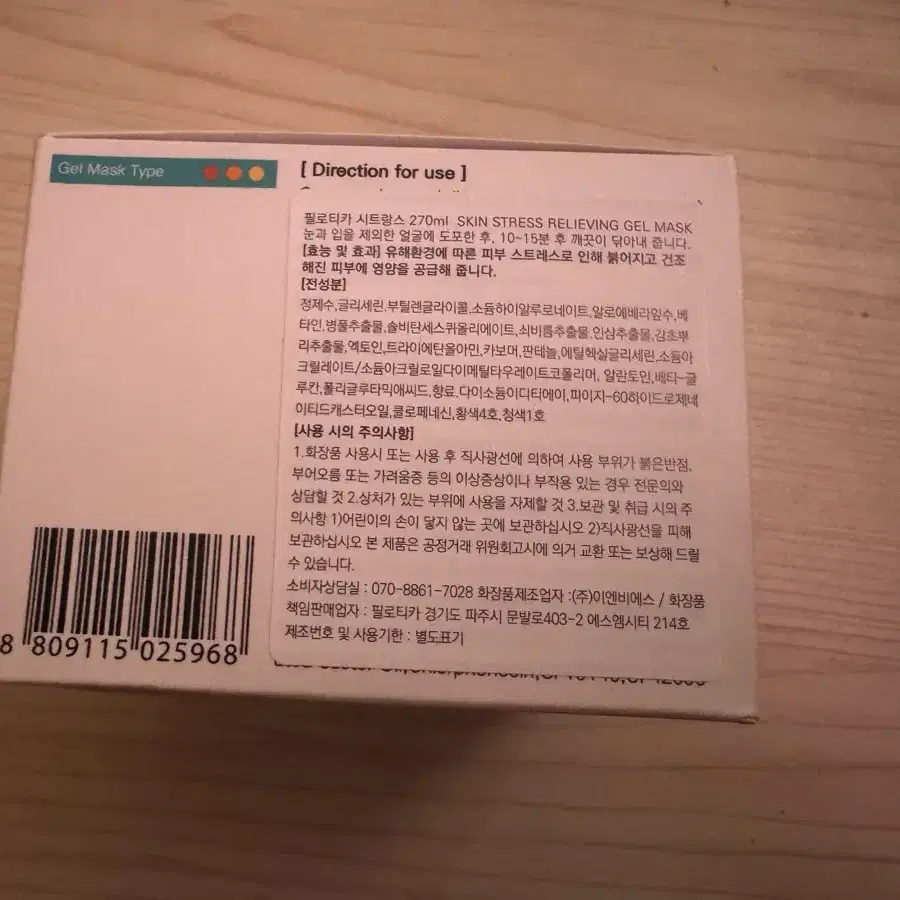 Gel Mask Type
[ Direction for use ]
필로티카 시트랑스 270ml SKIN STRESS RELIEVING GEL MASK
눈과 입을 제외한 얼굴에 도포한 후, 10~15분 후 깨끗이 닦아내 줍니다.
[효능 및 효과] 유해환경에 따른 피부 스트레스로 인해 붉어지고 건조
해진 피부에 영양을 공급해 줍니다.
[전성분]
정제수,글리세린,부틸렌글라이콜,소듐하이알루로네이트,알로에베라잎수,베
타인,병풀추출물,솔비탄세스퀴올리에이트,쇠비름추출물,인삼추출물,감초뿌
리추출물,엑토인,트라이에탄올아민,카보머,판테놀,에틸헥실글리세린,소듐아
크릴레이트/소듐아크릴로일다이메틸타우레이트코폴리머, 알란토인,베타-글
루칸,폴리글루타믹애씨드,향료,다이소듐이디티에이,피이지-60하이드로제네
이티드캐스터오일,클로페네신,황색4호,청색1호
[사용 시의 주의사항]
1.화장품 사용시 또는 사용 후 직사광선에 의하여 사용 부위가 붉은반점,
부어오름 또는 가려움증 등의 이상증상이나 부작용 있는 경우 전문의와
상담할 것 2.상처가 있는 부위에 사용을 자제할 것 3.보관 및 취급 시의 주
의사항 1)어린이의 손이 닿지 않는 곳에 보관하십시오 2)직사광선을 피해
보관하십시오 본 제품은 공정거래 위원회고시에 의거 교환 또는 보상해 드릴
수 있습니다.
소비자상담실 : 070-8861-7028 화장품제조업자 :(주)이엔비에스 / 화장품
책임판매업자 : 필로티카 경기도 파주시 문발로403-2 에스엠시티 214호
제조번호 및 사용기한 : 별도표기
8 809115 025968